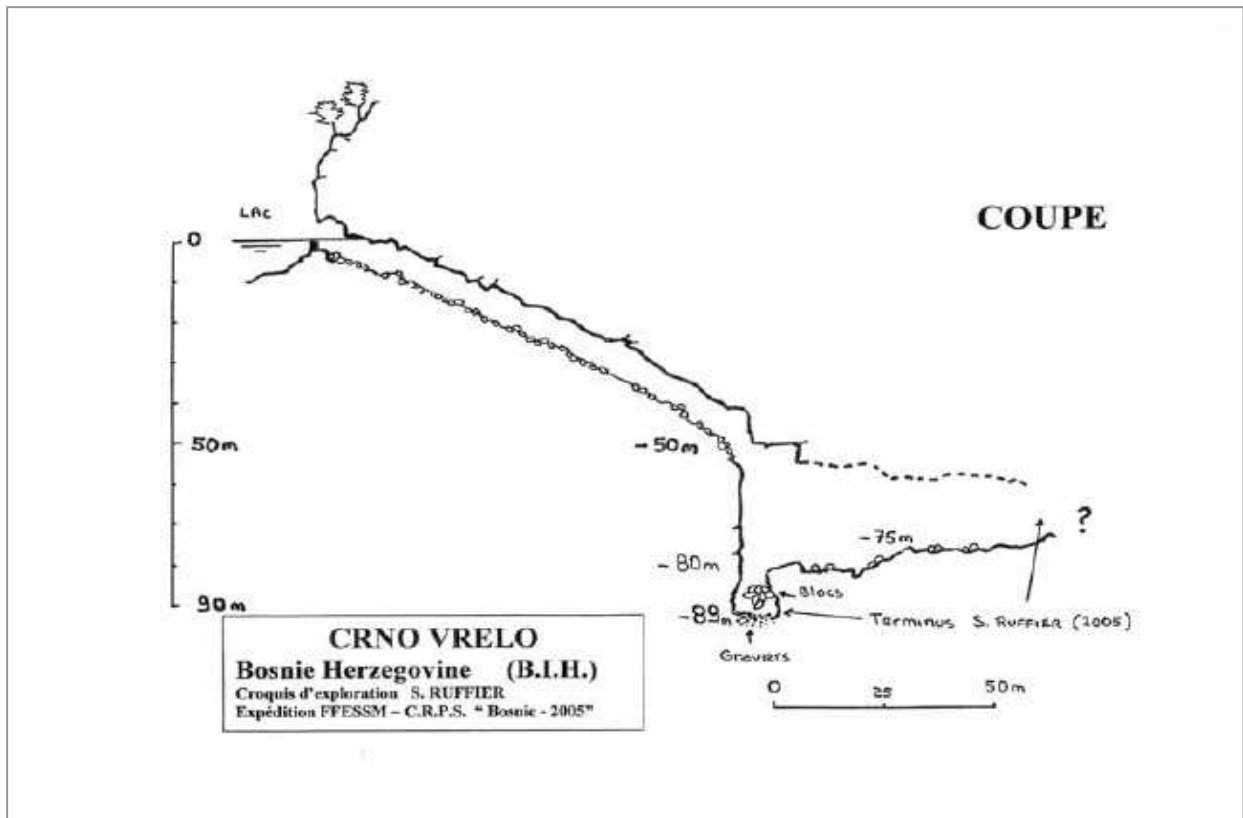 LAC
COUPE
0
50m
-50m
?
-75m
-80m
Blocs
90m
-89m
Terminus S. RUFFIER (2005)
Graviers
CRNO VRELO
Bosnie Herzegovine (B.I.H.)
Croquis d'exploration S. RUFFIER
Expédition FFESSM – C.R.P.S. “ Bosnie - 2005”
0 25 50m